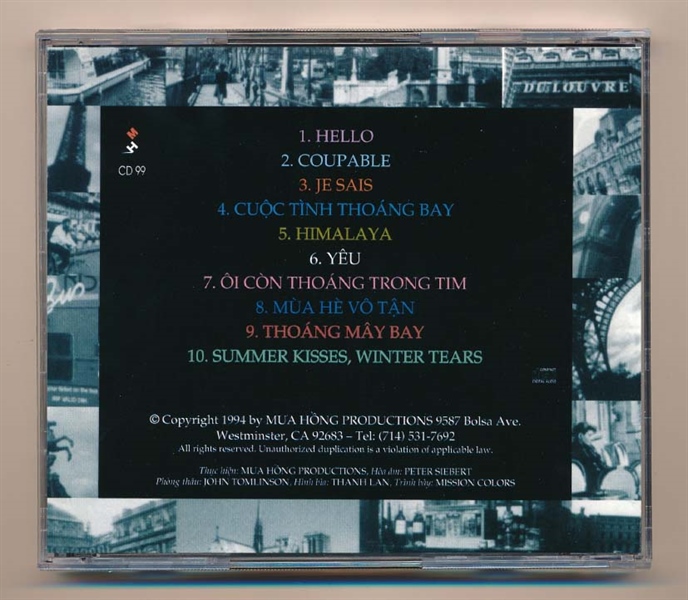 DU LOUVRE
HM
CD 99
1. HELLO
2. COUPABLE
3. JE SAIS
4. CUỘC TÌNH THOÁNG BAY
5. HIMALAYA
6. YÊU
7. ÔI CÒN THOÁNG TRONG TIM
8. MÙA HÈ VÔ TẬN
9. THOÁNG MÂY BAY
10. SUMMER KISSES, WINTER TEARS
© Copyright 1994 by MƯA HỒNG PRODUCTIONS 9587 Bolsa Ave.
Westminster, CA 92683 – Tel: (714) 531-7692
All rights reserved. Unauthorized duplication is a violation of applicable law.
Thực hiện: MƯA HỒNG PRODUCTIONS, Hòa âm: PETER SIEBERT
Phòng thâu: JOHN TOMLINSON, Hình bìa: THANH LAN, Trình bày: MISSION COLORS